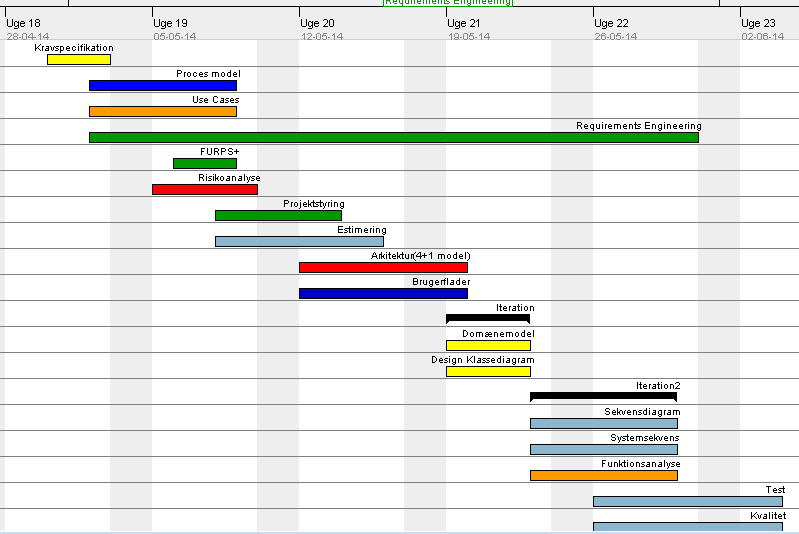 Requirements Engineering
Uge 18 Uge 19 Uge 20 Uge 21 Uge 22 Uge 23
28-04-14 05-05-14 12-05-14 19-05-14 26-05-14 02-06-14
Kravspecifikation
Proces model
Use Cases
Requirements Engineering
FURPS+
Risikoanalyse
Projektstyring
Estimering
Arkitektur(4+1 model)
Brugerflader
Iteration
Domænemodel
Design Klassediagram
Iteration2
Sekvensdiagram
Systemsekvens
Funktionsanalyse
Test
Kvalitet